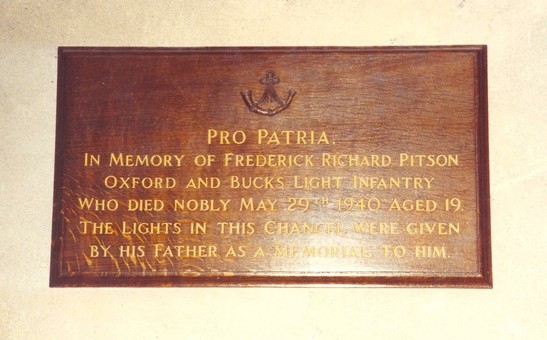 PRO PATRIA.
IN MEMORY OF FREDERICK RICHARD PITSON
OXFORD AND BUCKS LIGHT INFANTRY
WHO DIED NOBLY MAY 29TH 1940 AGED 19.
THE LIGHTS IN THIS CHANCEL, WERE GIVEN
BY HIS FATHER AS A MEMORIAL TO HIM.